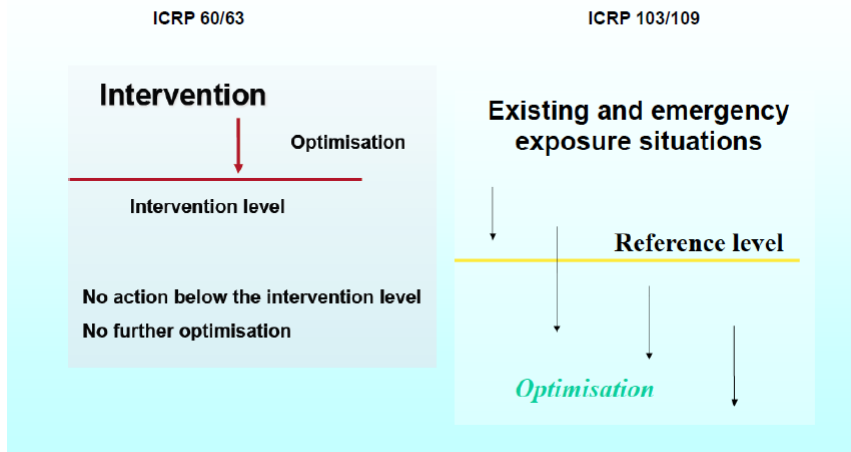 ICRP 60/63
Intervention
Optimisation
Intervention level
No action below the intervention level
No further optimisation
ICRP 103/109
Existing and emergency
exposure situations
Reference level
Optimisation